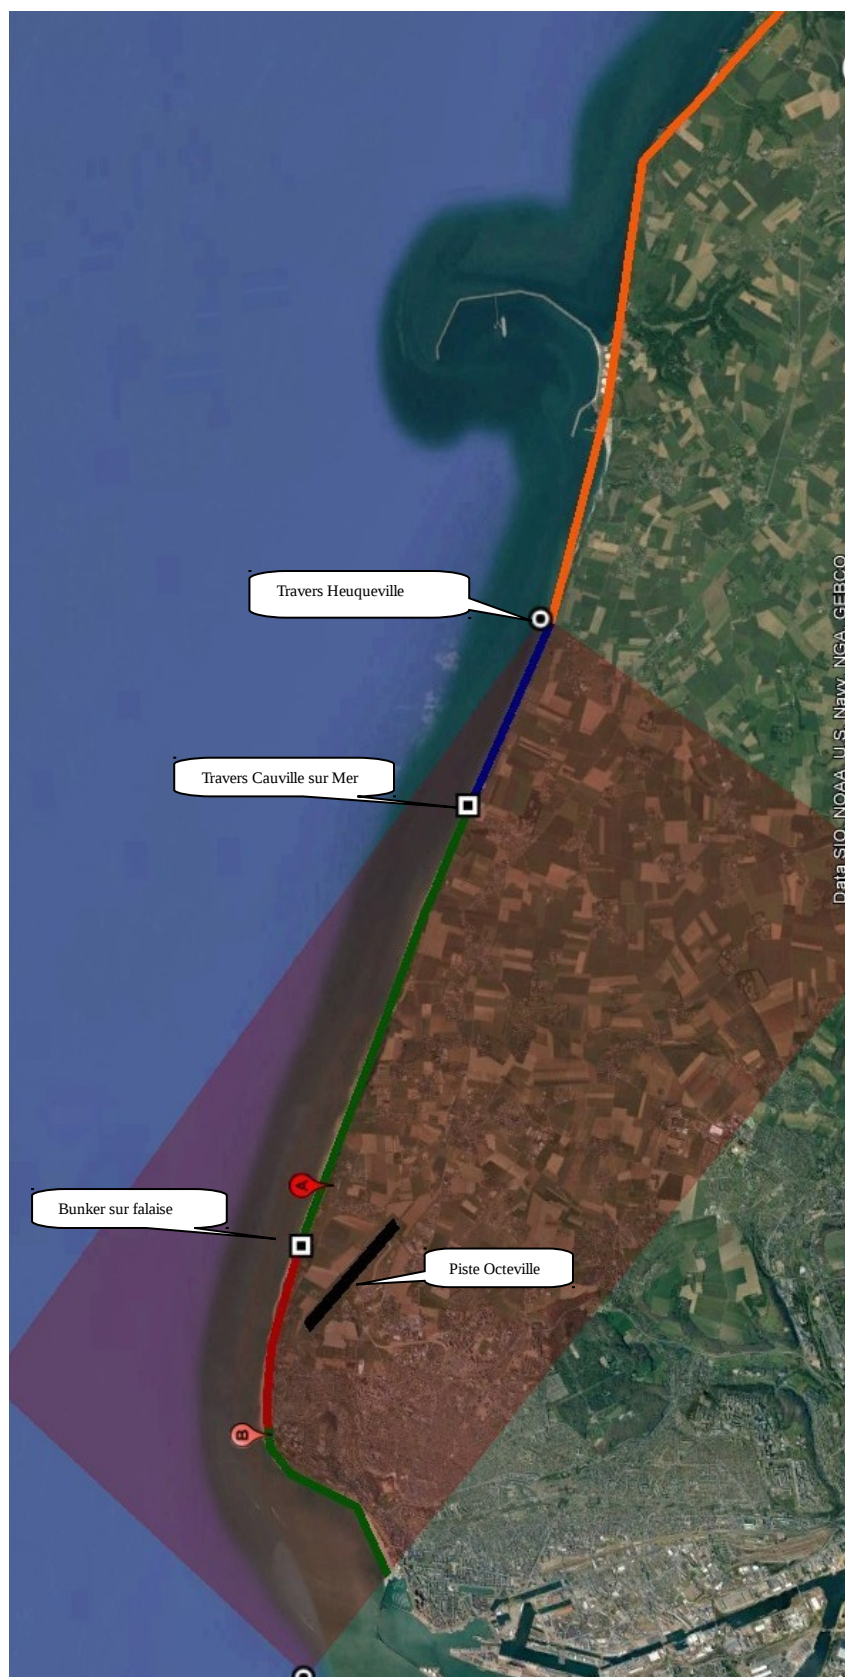 Travers Heuqueville
Travers Cauville sur Mer
A
Bunker sur falaise
Piste Octeville
B
Data SIO, NOAA, U.S. Navy, NGA, GEBCO